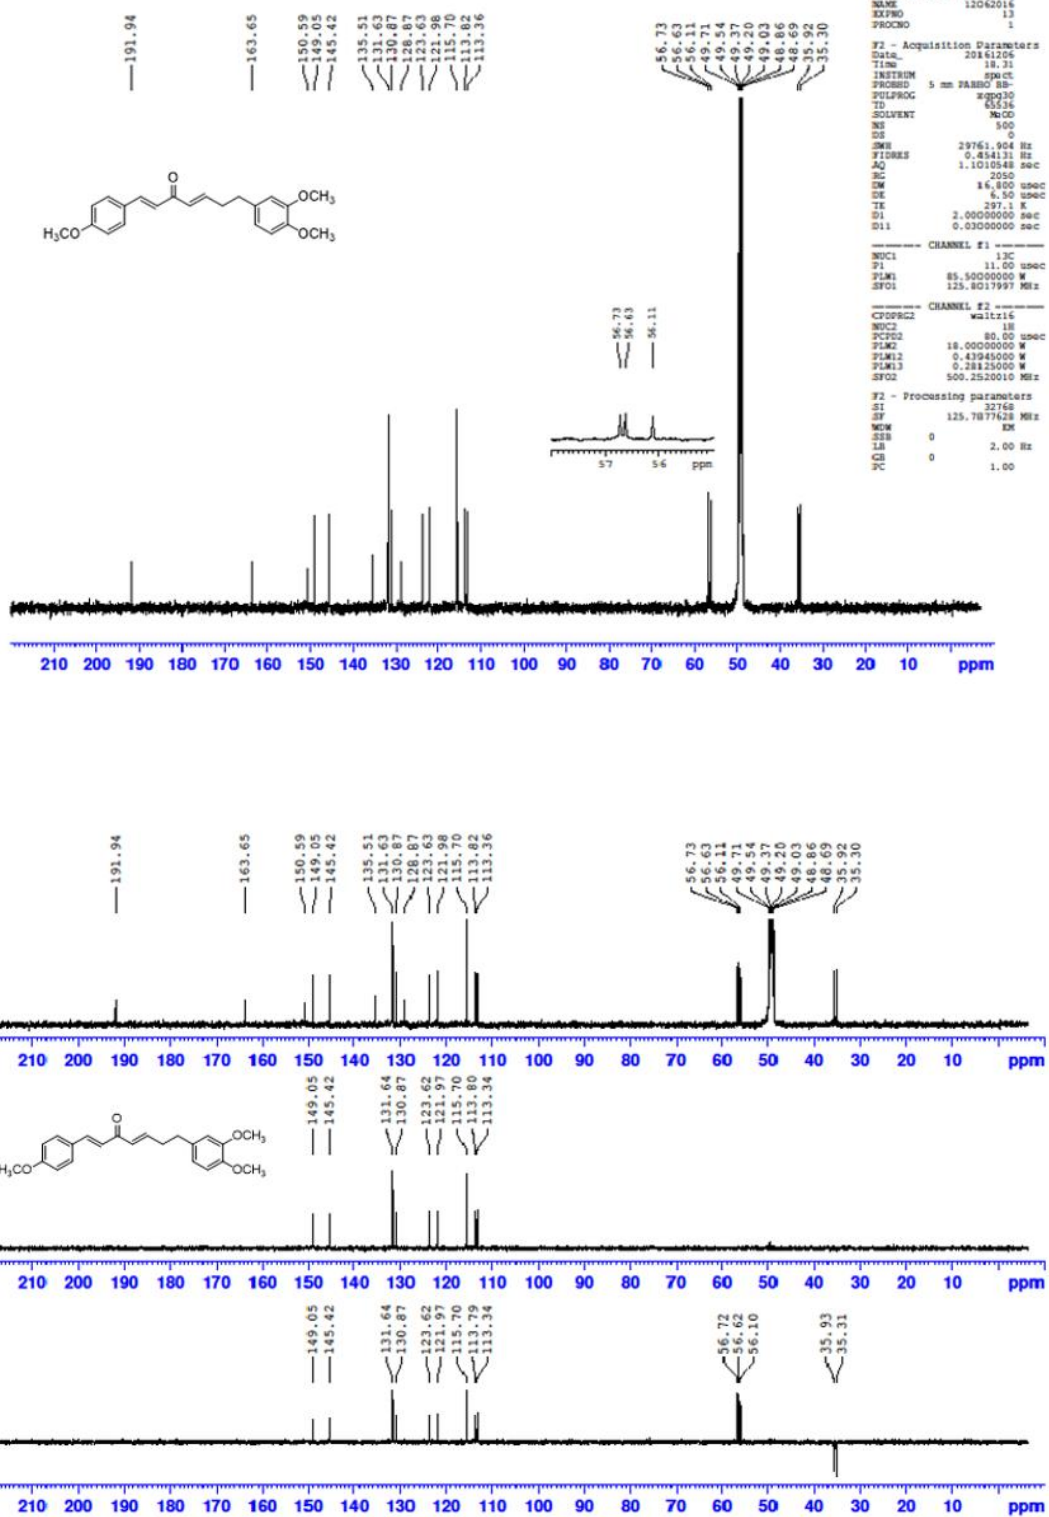 191.94
163.65
150.59
149.05
145.42
135.51
131.63
130.87
128.87
123.63
121.98
115.70
113.82
113.36
56.73
56.63
56.11
49.71
49.54
49.37
49.20
49.03
48.86
48.69
35.92
35.30
NAME 12062016
EXPNO 13
PROCNO 1
F2 - Acquisition Parameters
Date_ 20161206
Time 18.31
INSTRUM spect
PROBHD 5 mm PABBO BB-
PULPROG zgpg30
TD 65536
SOLVENT MeOD
NS 500
DS 0
SWH 29761.904 Hz
FIDRES 0.454131 Hz
AQ 1.1010548 sec
RG 2050
DW 16.800 usec
DE 6.50 usec
TE 297.1 K
D1 2.00000000 sec
D11 0.03000000 sec
CHANNEL f1
NUC1 13C
P1 11.00 usec
PLW1 85.50000000 W
SFO1 125.8017997 MHz
CHANNEL f2
CPDPRG2 waltz16
NUC2 1H
PCPD2 80.00 usec
PLW2 18.00000000 W
PLW12 0.43945000 W
PLW13 0.28125000 W
SFO2 500.2520010 MHz
F2 - Processing parameters
SI 32768
SF 125.7877628 MHz
WDW EM
SSB 0
LB 2.00 Hz
GB 0
PC 1.00
O
OCH3
H3CO
OCH3
56.73
56.63
56.11
57 56 ppm
210 200 190 180 170 160 150 140 130 120 110 100 90 80 70 60 50 40 30 20 10 ppm
191.94
163.65
150.59
149.05
145.42
135.51
131.63
130.87
128.87
123.63
121.98
115.70
113.82
113.36
56.73
56.63
56.11
49.71
49.54
49.37
49.20
49.03
48.86
48.69
35.92
35.30
210 200 190 180 170 160 150 140 130 120 110 100 90 80 70 60 50 40 30 20 10 ppm
149.05
145.42
131.64
130.87
123.62
121.97
115.70
113.80
113.34
O
OCH3
H3CO
OCH3
210 200 190 180 170 160 150 140 130 120 110 100 90 80 70 60 50 40 30 20 10 ppm
149.05
145.42
131.64
130.87
123.62
121.97
115.70
113.79
113.34
56.72
56.62
56.10
35.93
35.31
210 200 190 180 170 160 150 140 130 120 110 100 90 80 70 60 50 40 30 20 10 ppm